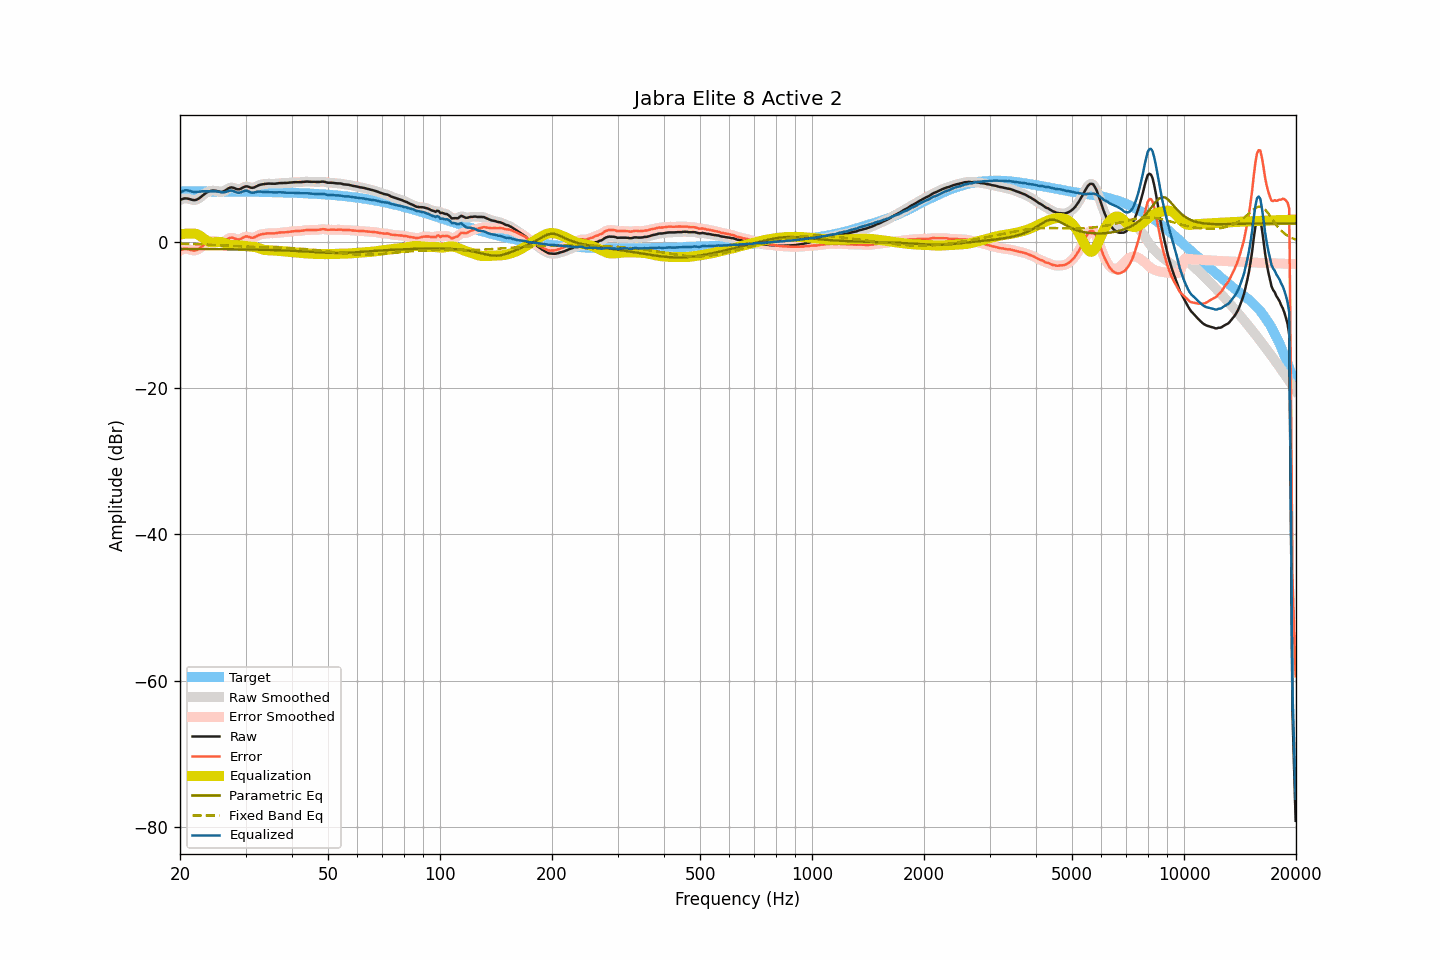 Jabra Elite 8 Active 2
Amplitude (dBr)
0
−20
−40
−60
−80
Target
Raw Smoothed
Error Smoothed
Raw
Error
Equalization
Parametric Eq
Fixed Band Eq
Equalized
20 50 100 200 500 1000 2000 5000 10000 20000
Frequency (Hz)